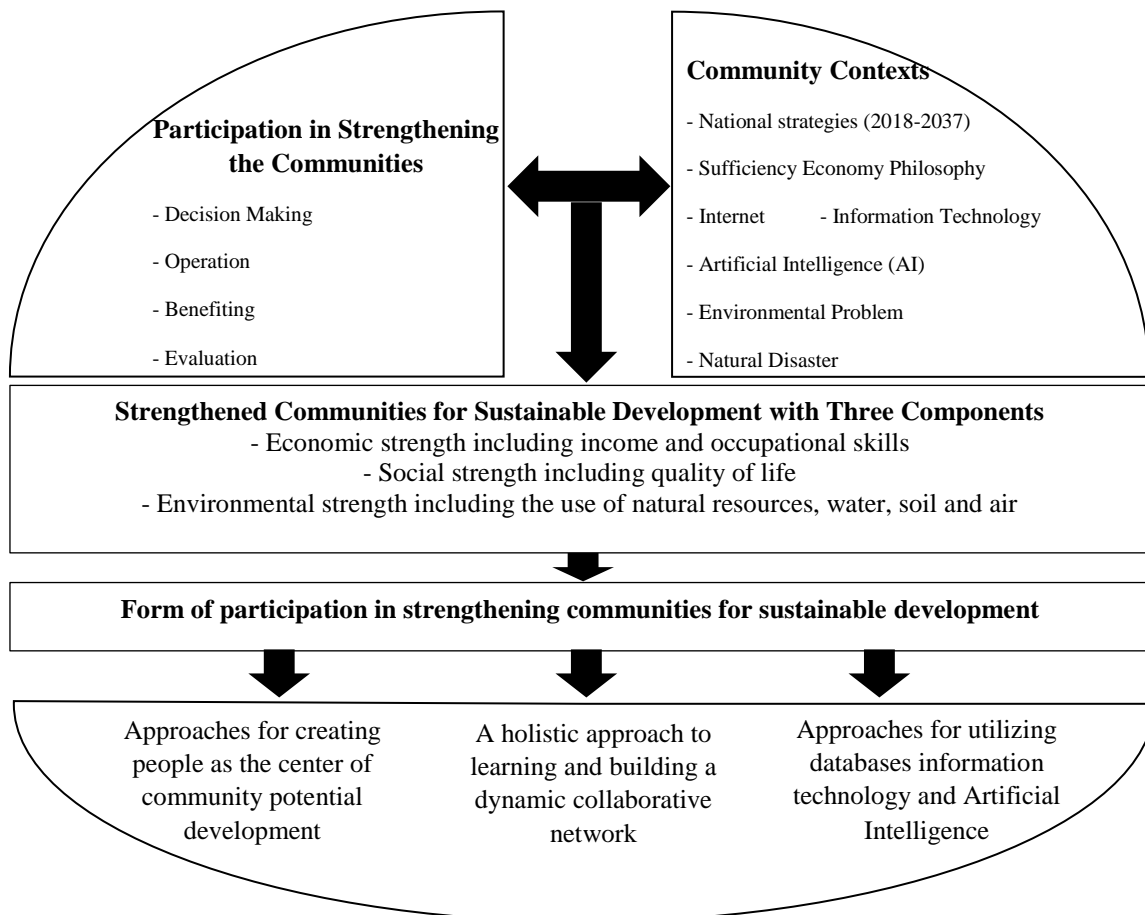 Participation in Strengthening
the Communities
- Decision Making
- Operation
- Benefiting
- Evaluation
Community Contexts
- National strategies (2018-2037)
- Sufficiency Economy Philosophy
- Internet - Information Technology
- Artificial Intelligence (AI)
- Environmental Problem
- Natural Disaster
Strengthened Communities for Sustainable Development with Three Components
- Economic strength including income and occupational skills
- Social strength including quality of life
- Environmental strength including the use of natural resources, water, soil and air
Form of participation in strengthening communities for sustainable development
Approaches for creating
people as the center of
community potential
development
A holistic approach to
learning and building a
dynamic collaborative
network
Approaches for utilizing
databases information
technology and Artificial
Intelligence